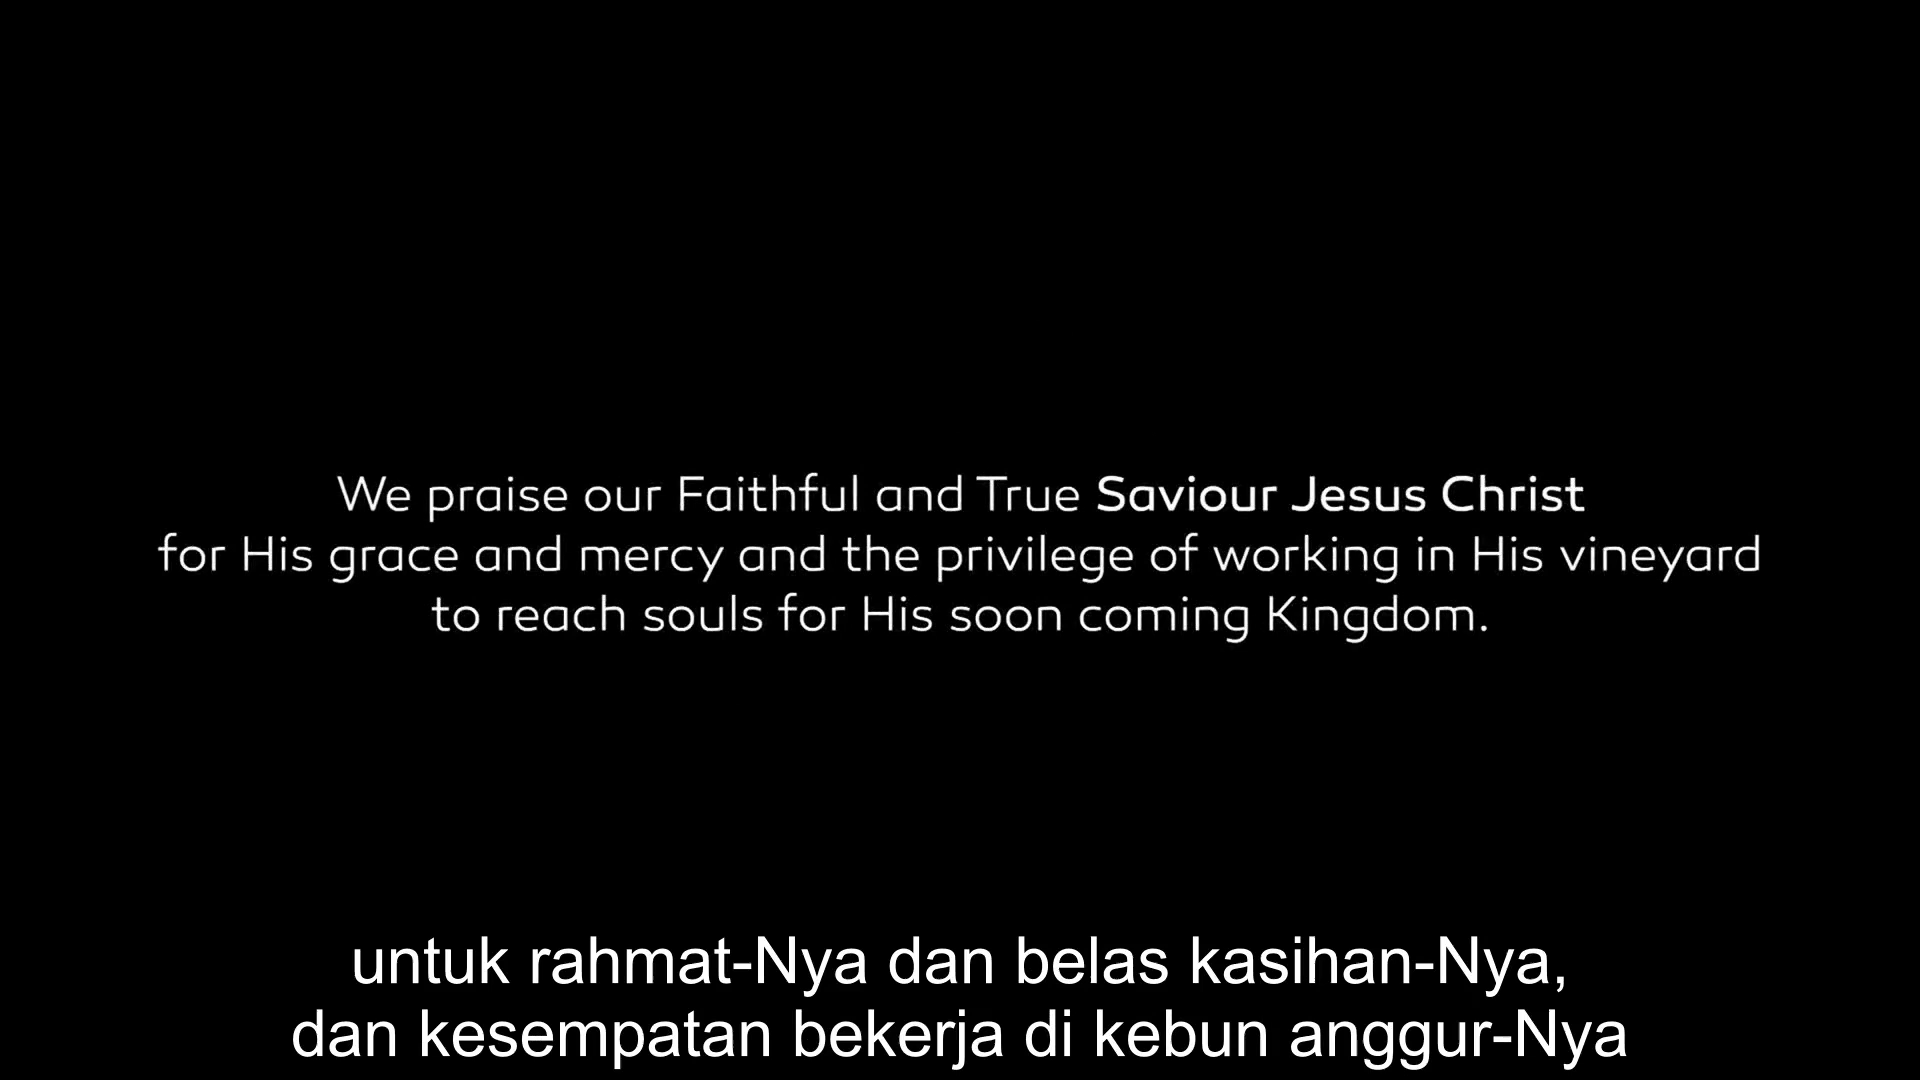 We praise our Faithful and True Saviour Jesus Christ
for His grace and mercy and the privilege of working in His vineyard
to reach souls for His soon coming Kingdom.
untuk rahmat-Nya dan belas kasihan-Nya,
dan kesempatan bekerja di kebun anggur-Nya